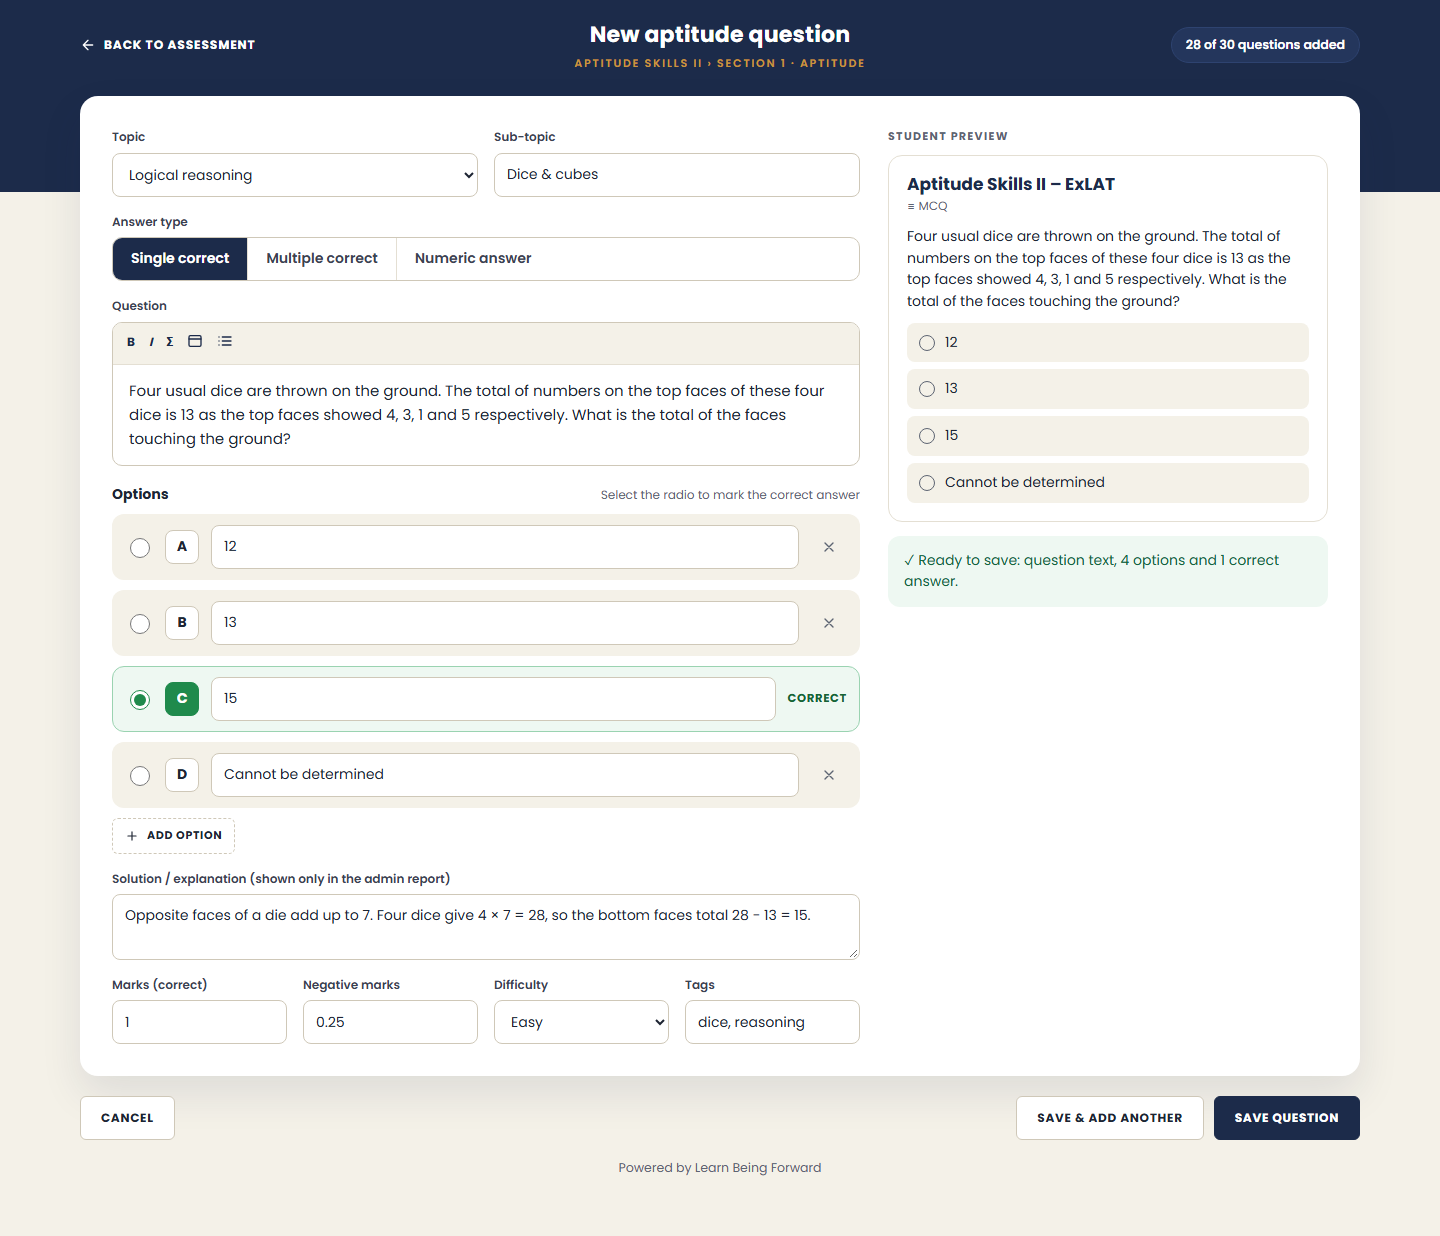 BACK TO ASSESSMENT
New aptitude question
APTITUDE SKILLS II › SECTION 1 · APTITUDE
28 of 30 questions added
Topic
Logical reasoning
Sub-topic
Dice & cubes
Answer type
Single correct
Multiple correct
Numeric answer
Question
B I Σ
Four usual dice are thrown on the ground. The total of numbers on the top faces of these four
dice is 13 as the top faces showed 4, 3, 1 and 5 respectively. What is the total of the faces
touching the ground?
Options
Select the radio to mark the correct answer
A
12
B
13
C
15
CORRECT
D
Cannot be determined
ADD OPTION
Solution / explanation (shown only in the admin report)
Opposite faces of a die add up to 7. Four dice give 4 × 7 = 28, so the bottom faces total 28 - 13 = 15.
Marks (correct)
1
Negative marks
0.25
Difficulty
Easy
Tags
dice, reasoning
STUDENT PREVIEW
Aptitude Skills II – ExLAT
≡ MCQ
Four usual dice are thrown on the ground. The total of
numbers on the top faces of these four dice is 13 as the
top faces showed 4, 3, 1 and 5 respectively. What is the
total of the faces touching the ground?
12
13
15
Cannot be determined
✓ Ready to save: question text, 4 options and 1 correct
answer.
CANCEL
SAVE & ADD ANOTHER
SAVE QUESTION
Powered by Learn Being Forward